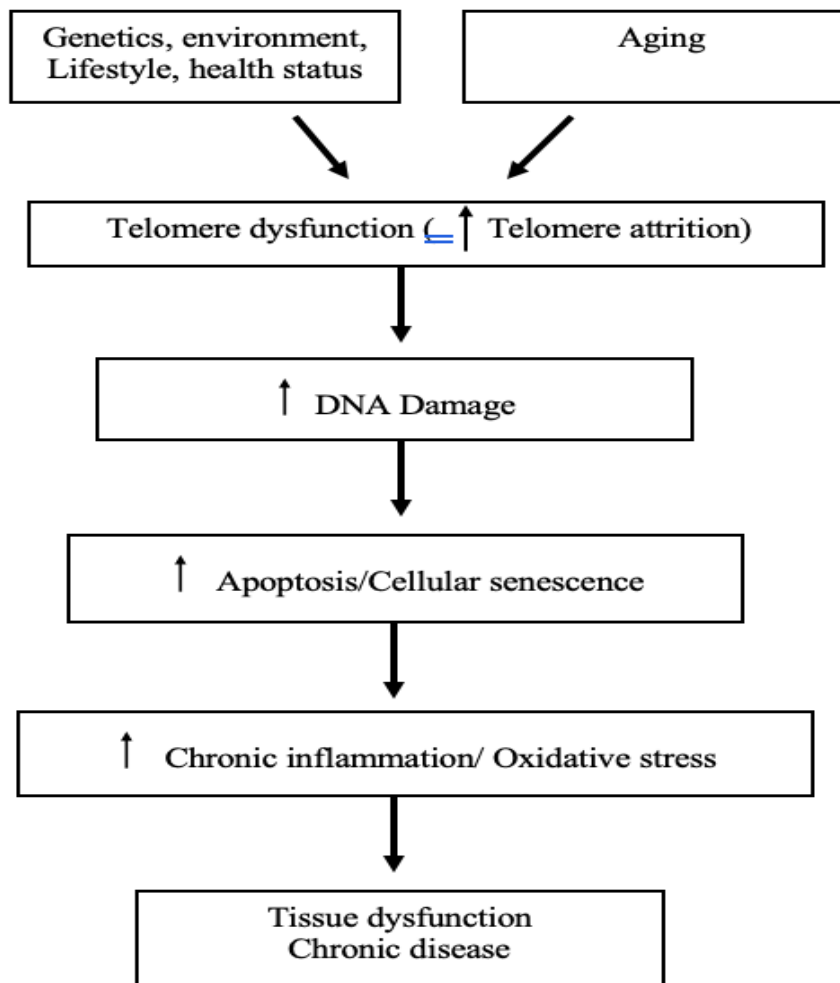 Genetics, environment,
Lifestyle, health status
Aging
Telomere dysfunction (↑ Telomere attrition)
↑ DNA Damage
↑ Apoptosis/Cellular senescence
↑ Chronic inflammation/ Oxidative stress
Tissue dysfunction
Chronic disease